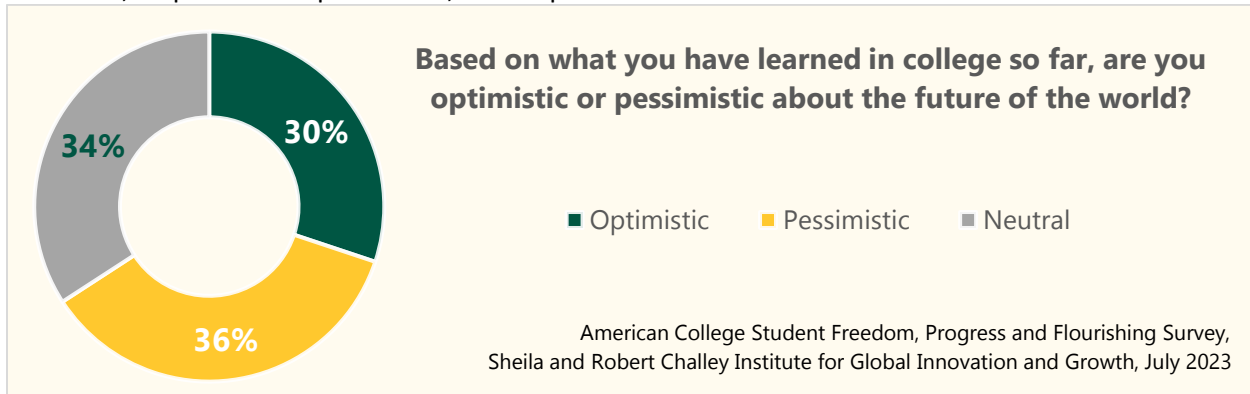 Based on what you have learned in college so far, are you
optimistic or pessimistic about the future of the world?
30%
34%
36%
Optimistic Pessimistic Neutral
American College Student Freedom, Progress and Flourishing Survey,
Sheila and Robert Challey Institute for Global Innovation and Growth, July 2023